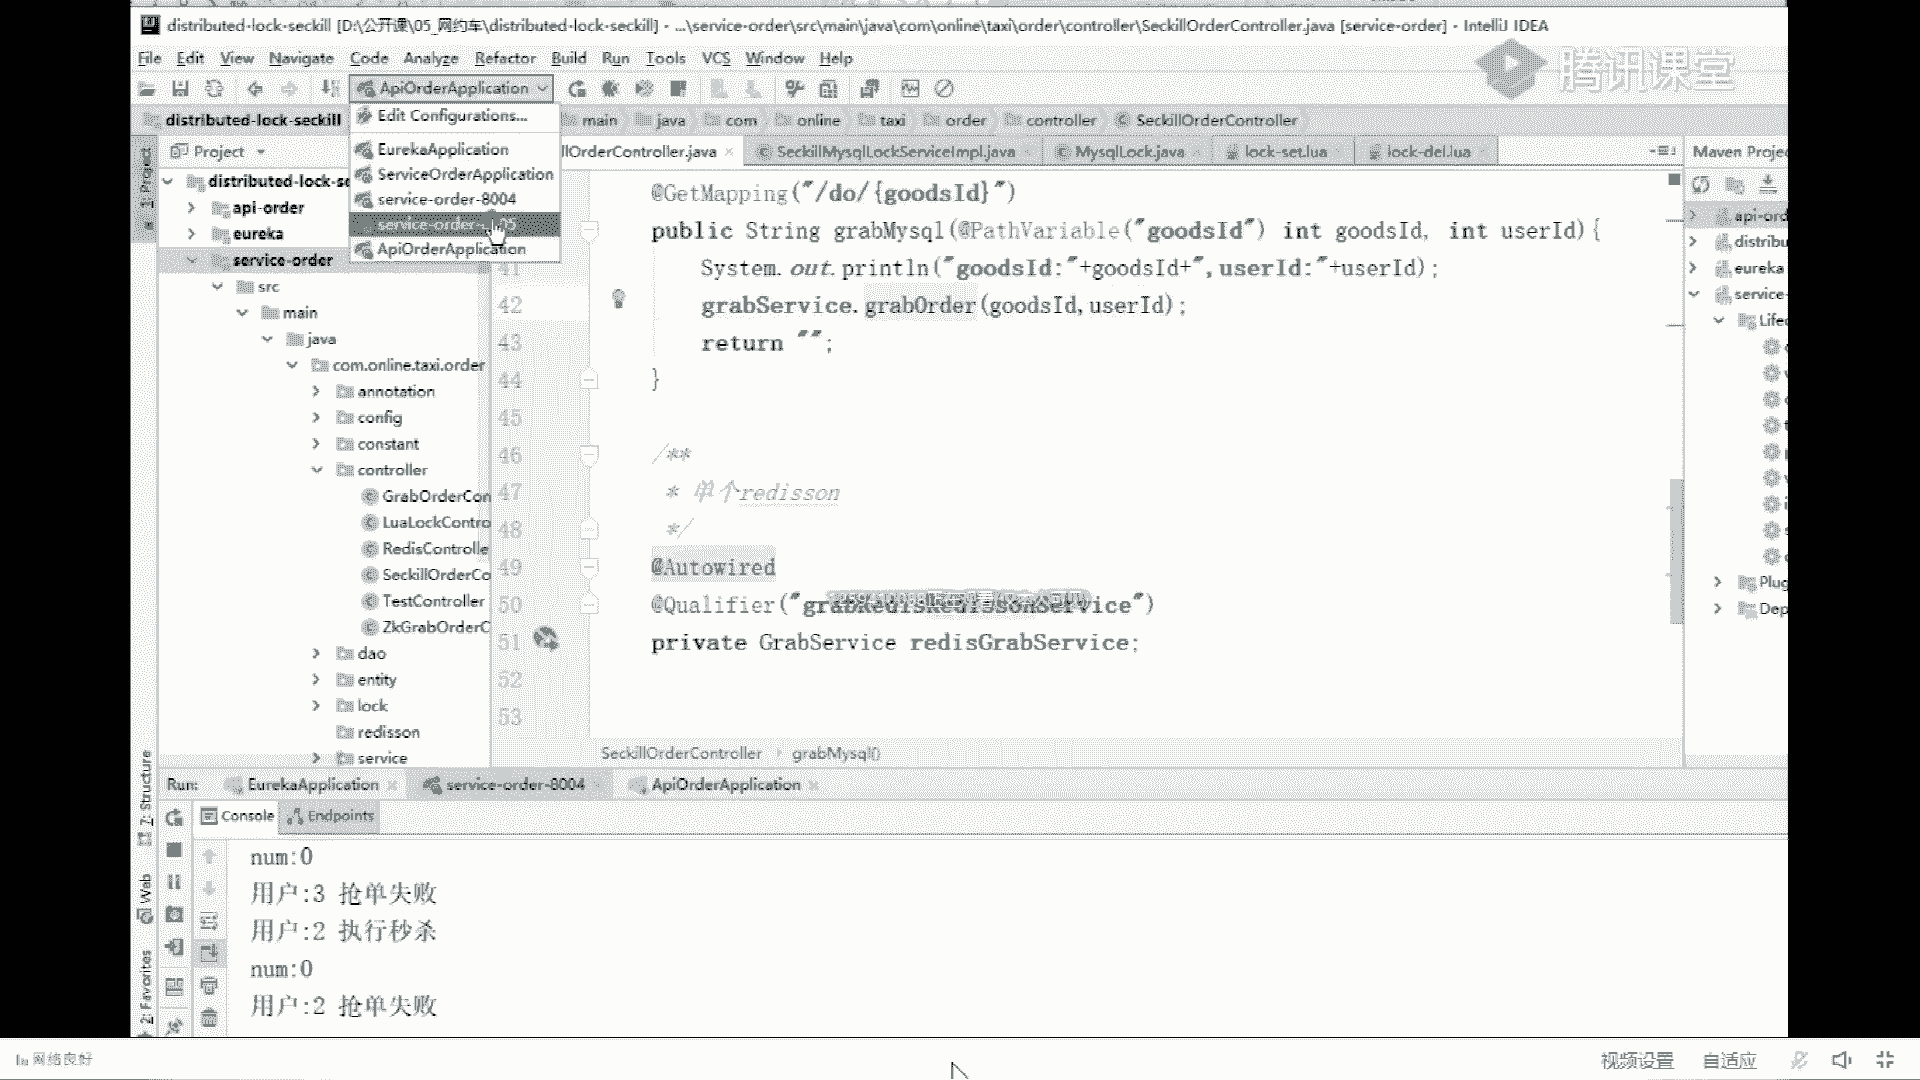 distributed-lock-seckill [D:\公开课\05_网约车\distributed-lock-seckill] - ...\service-order\src\main\java\com\online\taxi\order\controller\SeckillOrderController.java [service-order] - IntelliJ IDEA
File Edit View Navigate Code Analyze Refactor Build Run Tools VCS Window Help
腾讯课堂
ApiOrderApplication
distributed-lock-seckill
main java com online taxi order controller SeckillOrderController
Edit Configurations...
EurekaApplication
ServiceOrderApplication
service-order-8004
service-order-
ApiOrderApplication
1: Project
Project
llOrderController.java SeckillMysqlLockServiceImpl.java MysqlLock.java lock-set.lua lock-del.lua
Maven Projec
distributed-lock-se
api-order
eureka
service-order
src
main
java
com.online.taxi.order
annotation
config
constant
controller
GrabOrderCon
LuaLockContro
RedisControlle
SeckillOrderCo
TestController
ZkGrabOrderC
dao
entity
lock
redisson
service
@GetMapping("/do/{goodsId}")
public String grabMysql(@PathVariable("goodsId") int goodsId, int userId){
41 System.out.println("goodsId:"+goodsId+",userId:"+userId);
42 grabService.grabOrder(goodsId,userId);
43 return "";
44 }
45
46 /**
47 * 单个redisson
48 */
49 @Autowired
50 @Qualifier("grabRedisRedissonService")
51 private GrabService redisGrabService;
52
53
SeckillOrderController grabMysql()
api-ord
distribu
eureka
service-
Lifec
Plug
Dep
Run: EurekaApplication service-order-8004 ApiOrderApplication
Console Endpoints
7: Structure
Web
2: Favorites
num:0
用户:3 抢单失败
用户:2 执行秒杀
num:0
用户:2 抢单失败
网络良好
视频设置 自适应